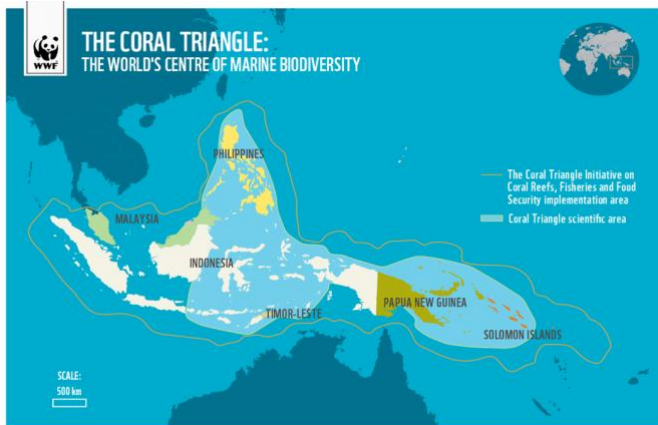 WWF
THE CORAL TRIANGLE:
THE WORLD'S CENTRE OF MARINE BIODIVERSITY
PHILIPPINES
The Coral Triangle Initiative on
Coral Reefs, Fisheries and Food
Security implementation area
Coral Triangle scientific area
MALAYSIA
INDONESIA
PAPUA NEW GUINEA
TIMOR-LESTE
SOLOMON ISLANDS
SCALE:
500 km